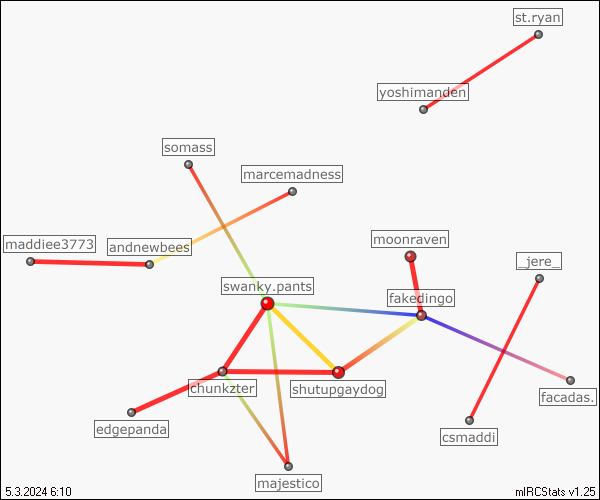 st.ryan
yoshimanden
somass
marcemadness
maddiee3773
andnewbees
moonraven
_jere_
swanky.pants
fakedingo
chunkzter
shutupgaydog
facadas.
edgepanda
csmaddi
majestico
5.3.2024 6:10
mIRCStats v1.25